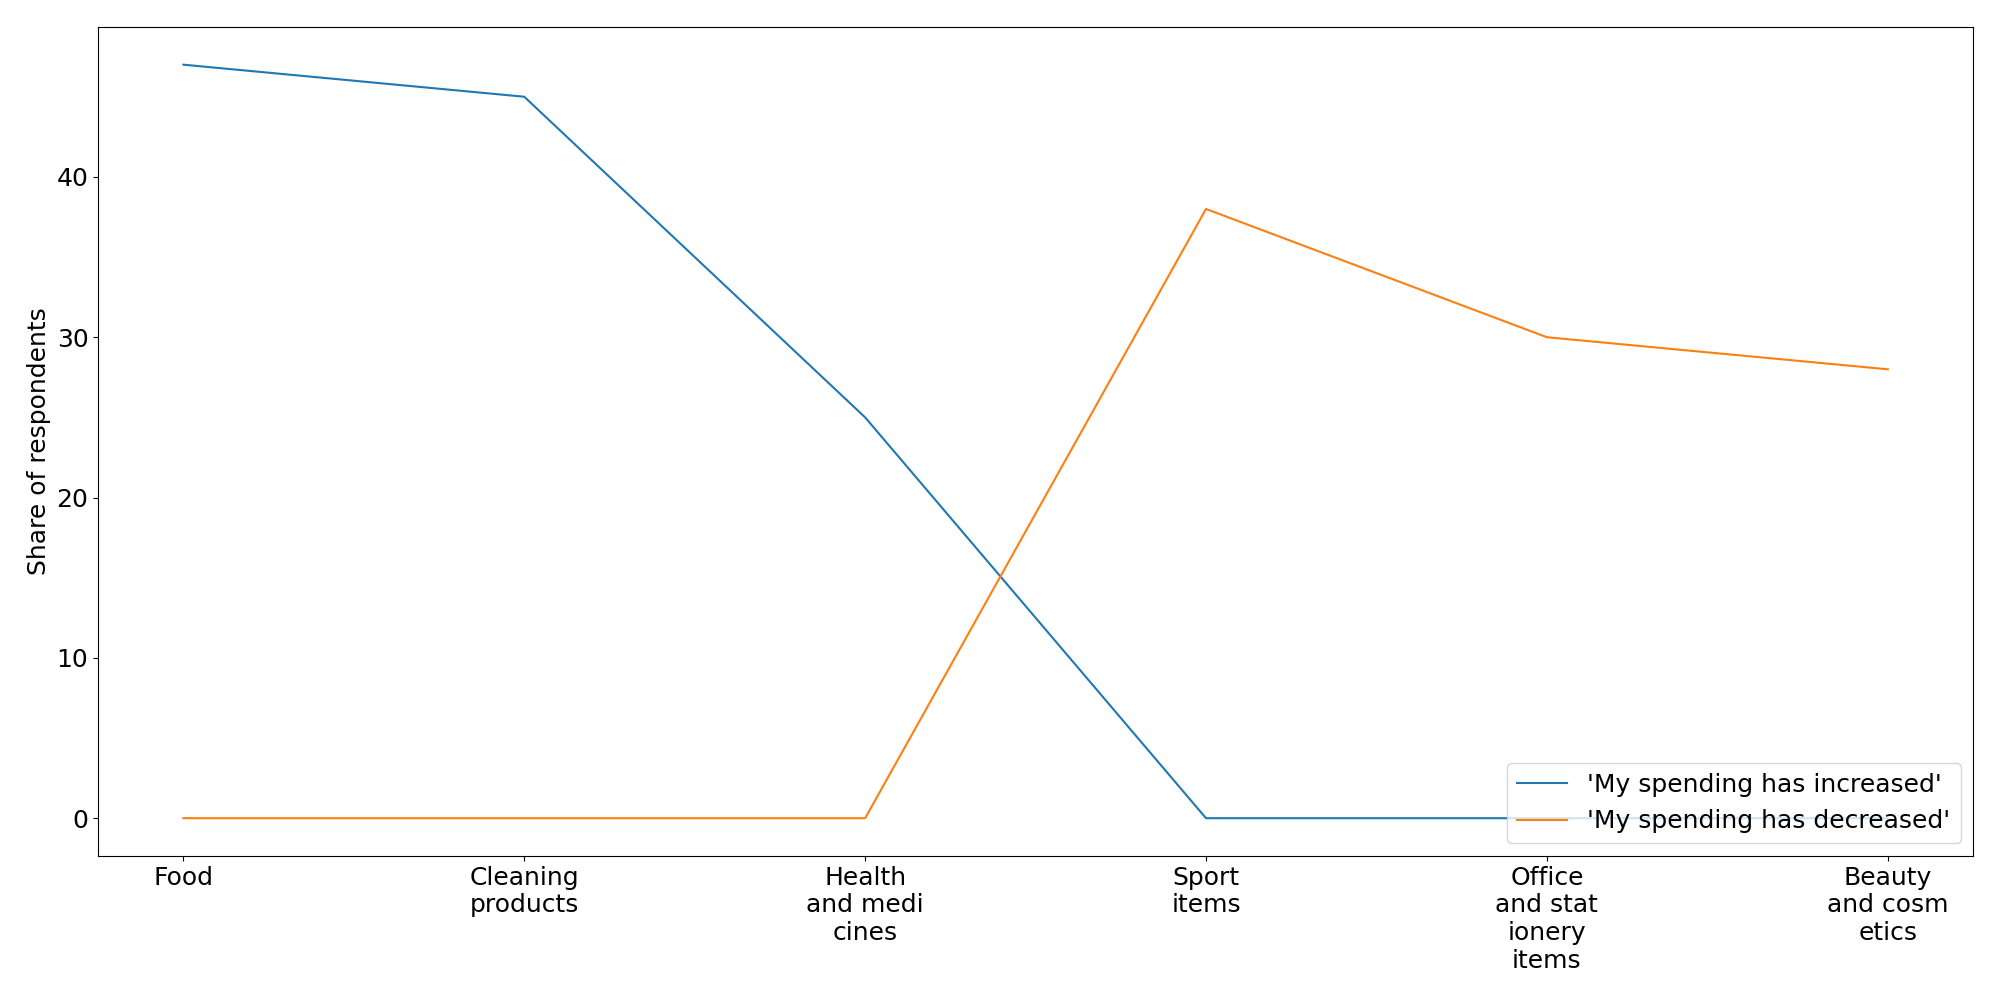 Share of respondents
40
30
20
10
0
Food
Cleaning
products
Health
and medi
cines
Sport
items
Office
and stat
ionery
items
Beauty
and cosm
etics
'My spending has increased'
'My spending has decreased'